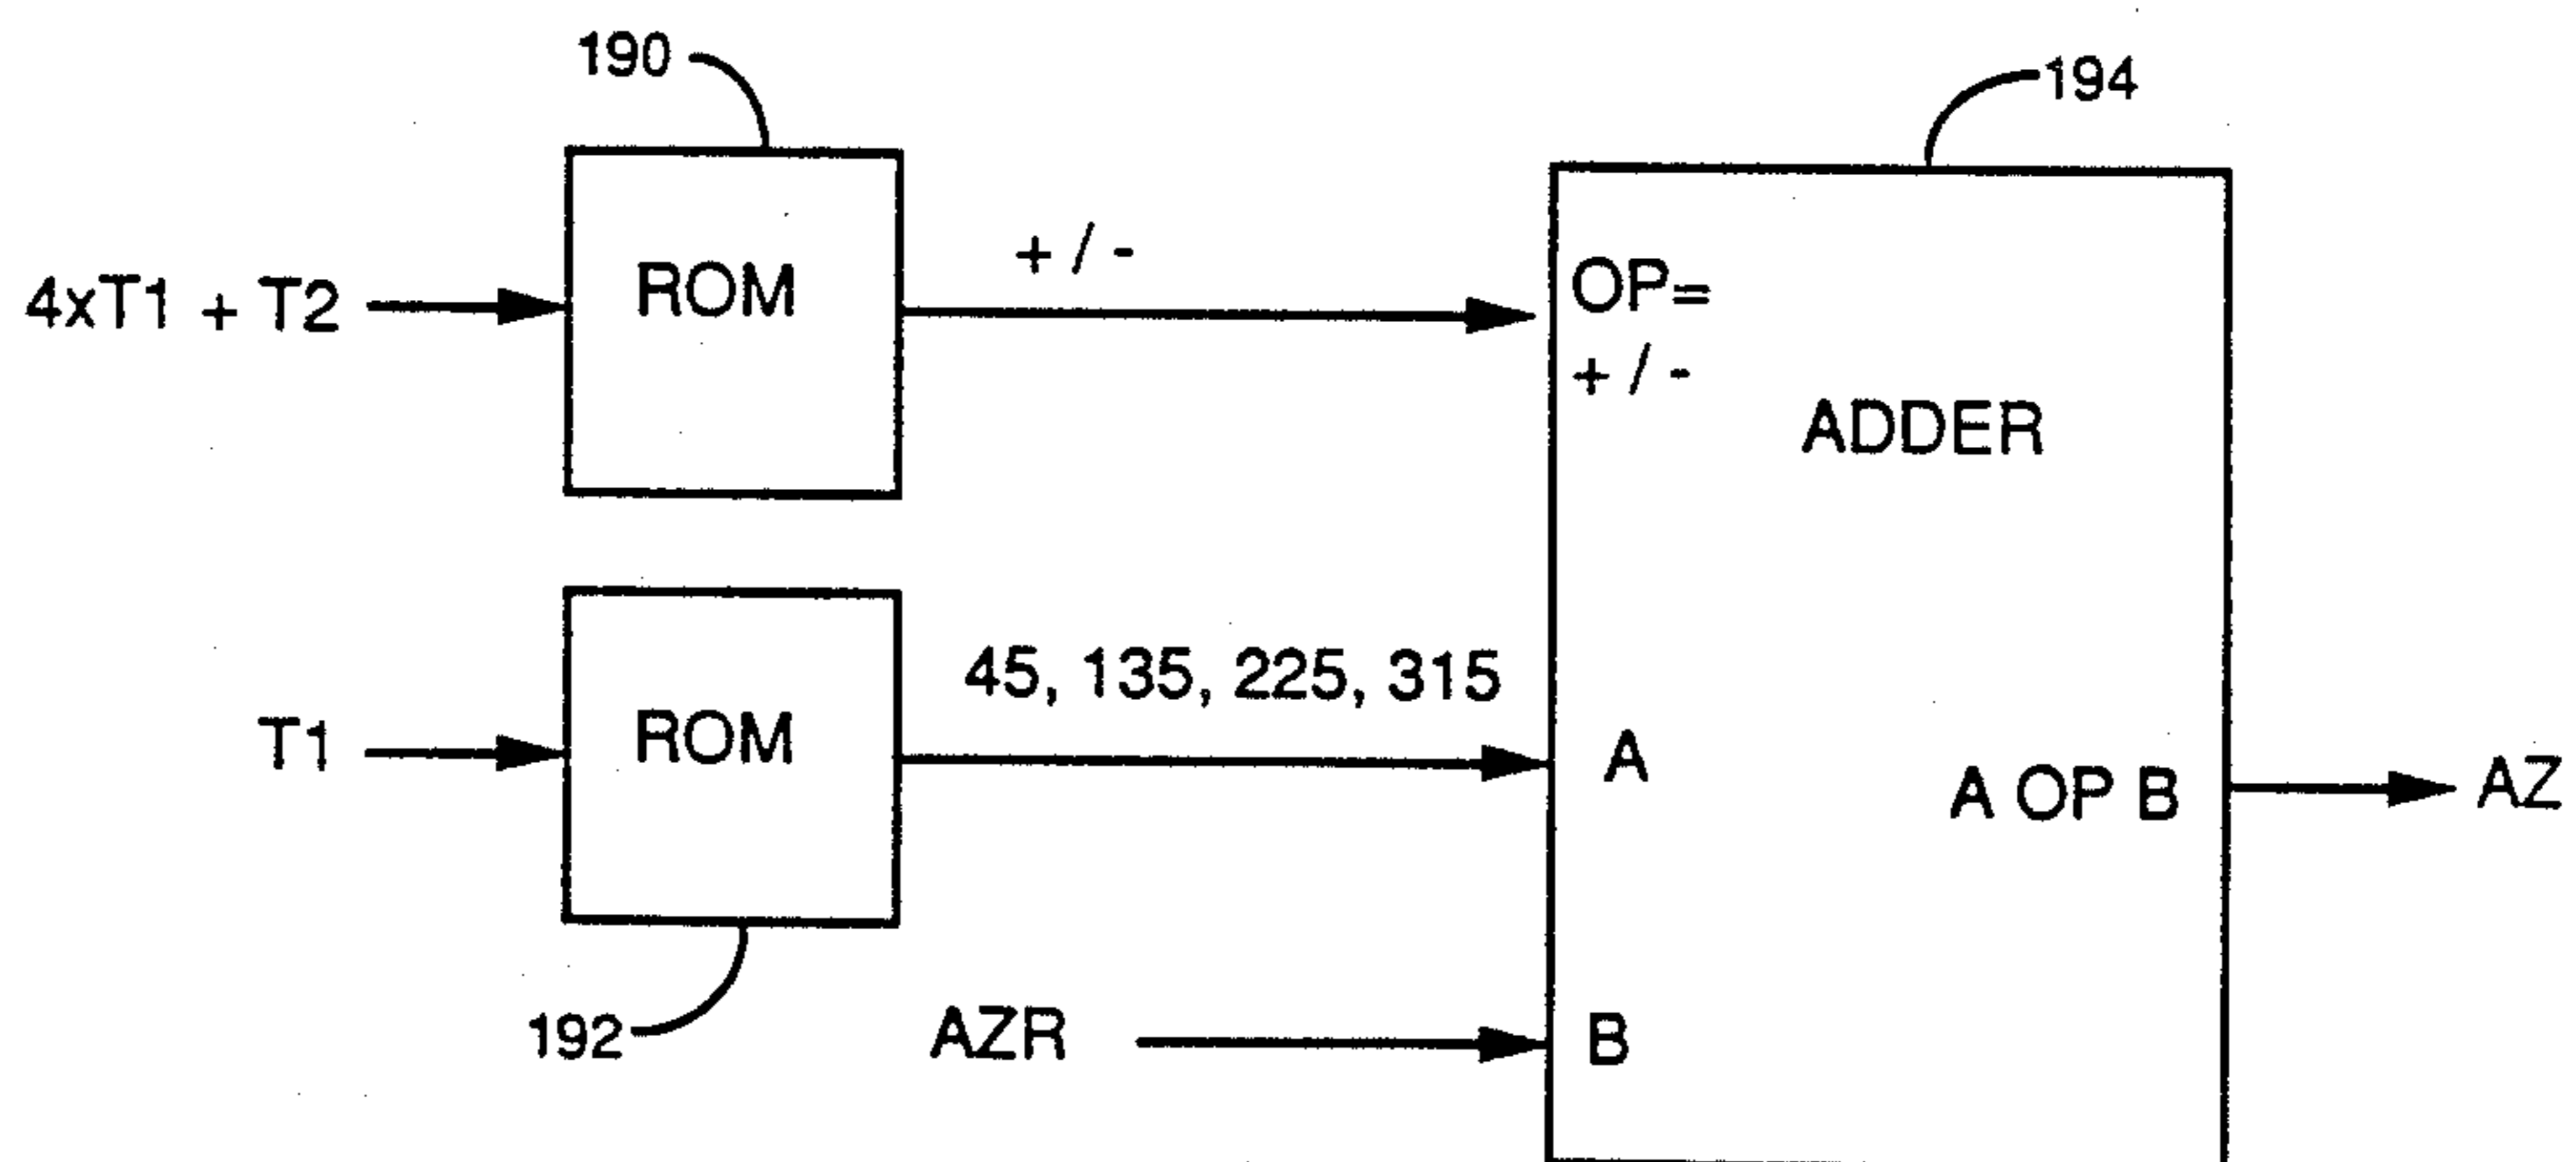 190
194
4xT1 + T2
ROM
+ / -
OP=
+ / -
ADDER
T1
ROM
45, 135, 225, 315
A
A OP B
AZ
192
AZR
B